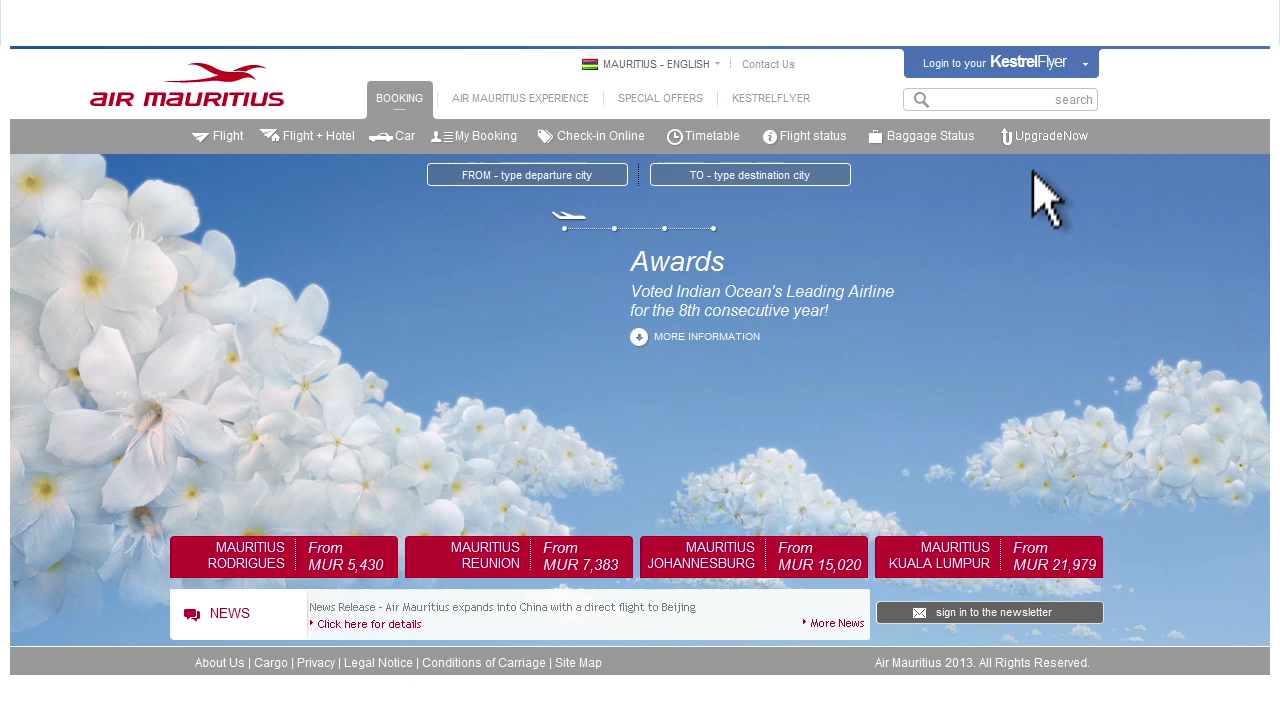 MAURITIUS - ENGLISH
Contact Us
Login to your KestrelFlyer
AIR MAURITIUS
BOOKING
AIR MAURITIUS EXPERIENCE
SPECIAL OFFERS
KESTRELFLYER
search
Flight
Flight + Hotel
Car
My Booking
Check-in Online
Timetable
Flight status
Baggage Status
UpgradeNow
FROM - type departure city
TO - type destination city
Awards
Voted Indian Ocean's Leading Airline
for the 8th consecutive year!
MORE INFORMATION
MAURITIUS
RODRIGUES
From
MUR 5,430
MAURITIUS
REUNION
From
MUR 7,383
MAURITIUS
JOHANNESBURG
From
MUR 15,020
MAURITIUS
KUALA LUMPUR
From
MUR 21,979
NEWS
News Release - Air Mauritius expands into China with a direct flight to Beijing
Click here for details
More News
sign in to the newsletter
About Us | Cargo | Privacy | Legal Notice | Conditions of Carriage | Site Map
Air Mauritius 2013. All Rights Reserved.